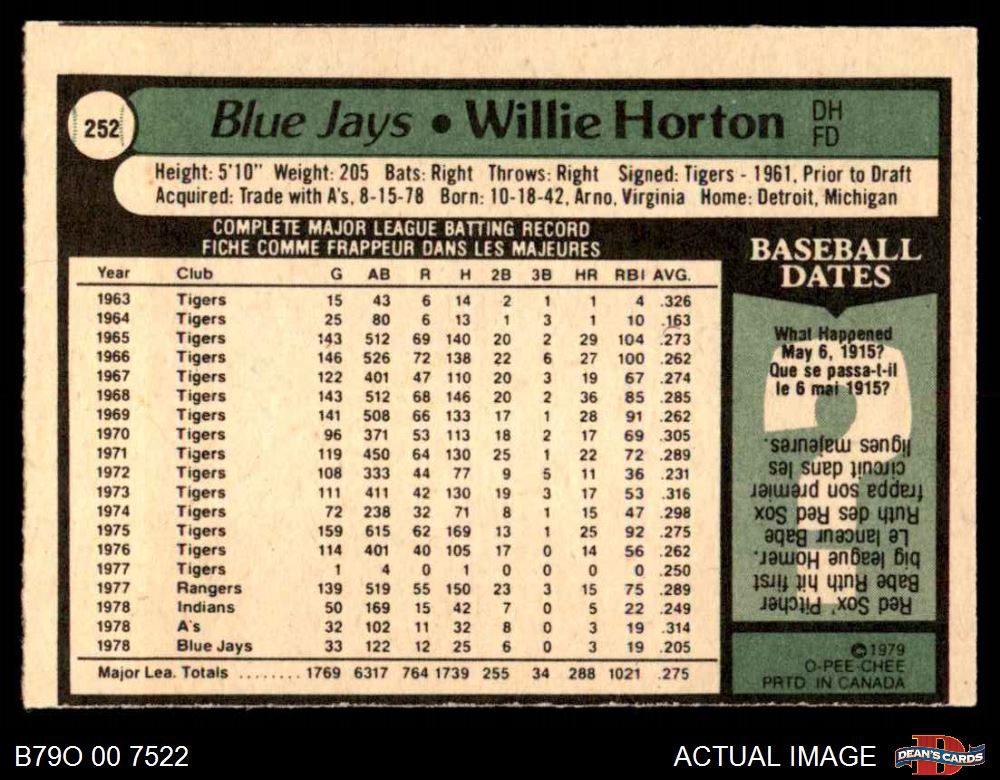 252
Blue Jays • Willie Horton DH
FD
Height: 5'10" Weight: 205 Bats: Right Throws: Right Signed: Tigers - 1961, Prior to Draft
Acquired: Trade with A's, 8-15-78 Born: 10-18-42, Arno, Virginia Home: Detroit, Michigan
COMPLETE MAJOR LEAGUE BATTING RECORD
FICHE COMME FRAPPEUR DANS LES MAJEURES
Year Club G AB R H 2B 3B HR RBI AVG.
1963 Tigers 15 43 6 14 2 1 1 4 .326
1964 Tigers 25 80 6 13 1 3 1 10 .163
1965 Tigers 143 512 69 140 20 2 29 104 .273
1966 Tigers 146 526 72 138 22 6 27 100 .262
1967 Tigers 122 401 47 110 20 3 19 67 .274
1968 Tigers 143 512 68 146 20 2 36 85 .285
1969 Tigers 141 508 66 133 17 1 28 91 .262
1970 Tigers 96 371 53 113 18 2 17 69 .305
1971 Tigers 119 450 64 130 25 1 22 72 .289
1972 Tigers 108 333 44 77 9 5 11 36 .231
1973 Tigers 111 411 42 130 19 3 17 53 .316
1974 Tigers 72 238 32 71 8 1 15 47 .298
1975 Tigers 159 615 62 169 13 1 25 92 .275
1976 Tigers 114 401 40 105 17 0 14 56 .262
1977 Tigers 1 4 0 1 0 0 0 0 .250
1977 Rangers 139 519 55 150 23 3 15 75 .289
1978 Indians 50 169 15 42 7 0 5 22 .249
1978 A's 32 102 11 32 8 0 3 19 .314
1978 Blue Jays 33 122 12 25 6 0 3 19 .205
Major Lea. Totals ........ 1769 6317 764 1739 255 34 288 1021 .275
BASEBALL
DATES
What Happened
May 6, 1915?
Que se passa-t-il
le 6 mai 1915?
Red Sox' Pitcher
Babe Ruth hit first
big league Homer.
Le lanceur Babe
Ruth des Red Sox
frappa son premier
circuit dans les
ligues majeures.
©1979
O-PEE-CHEE
PRTD IN CANADA
B79O 00 7522
ACTUAL IMAGE
D
DEAN'S CARDS